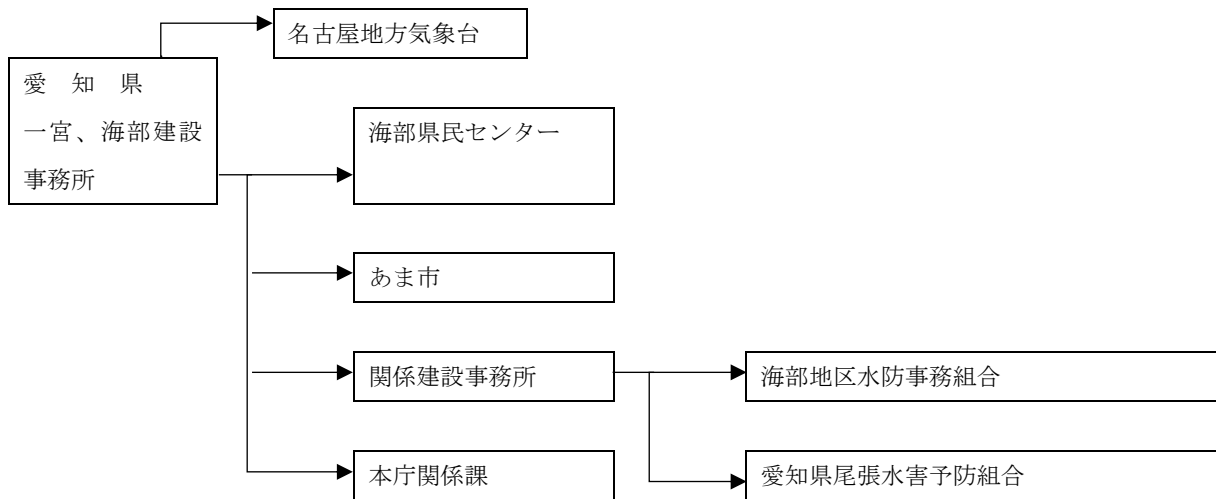 名古屋地方気象台
愛　知　県
一宮、海部建設
事務所
海部県民センター
あま市
関係建設事務所
海部地区水防事務組合
本庁関係課
愛知県尾張水害予防組合